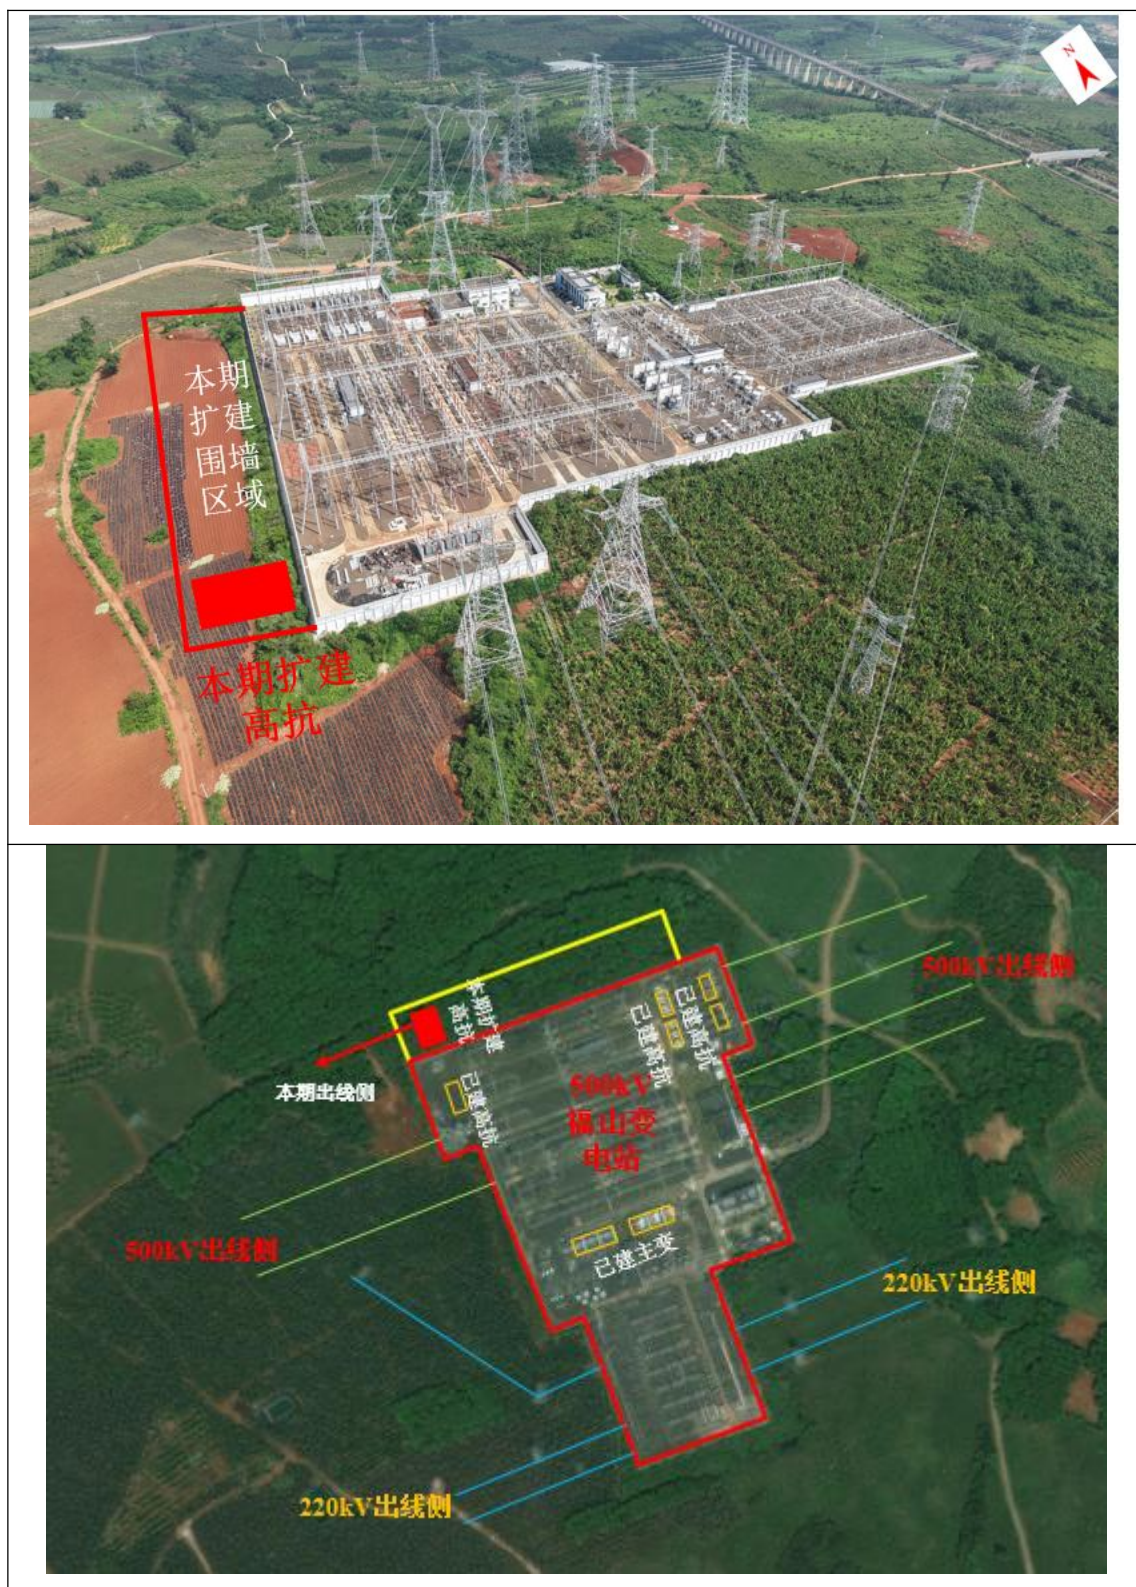 N
本期
扩建
围墙
区域
本期扩建
高抗
500kV出线侧
本期扩建
高抗
已建高抗
已建高抗
本期出线侧
已建高抗
500kV
福山变
电站
500kV出线侧
已建主变
220kV出线侧
220kV出线侧